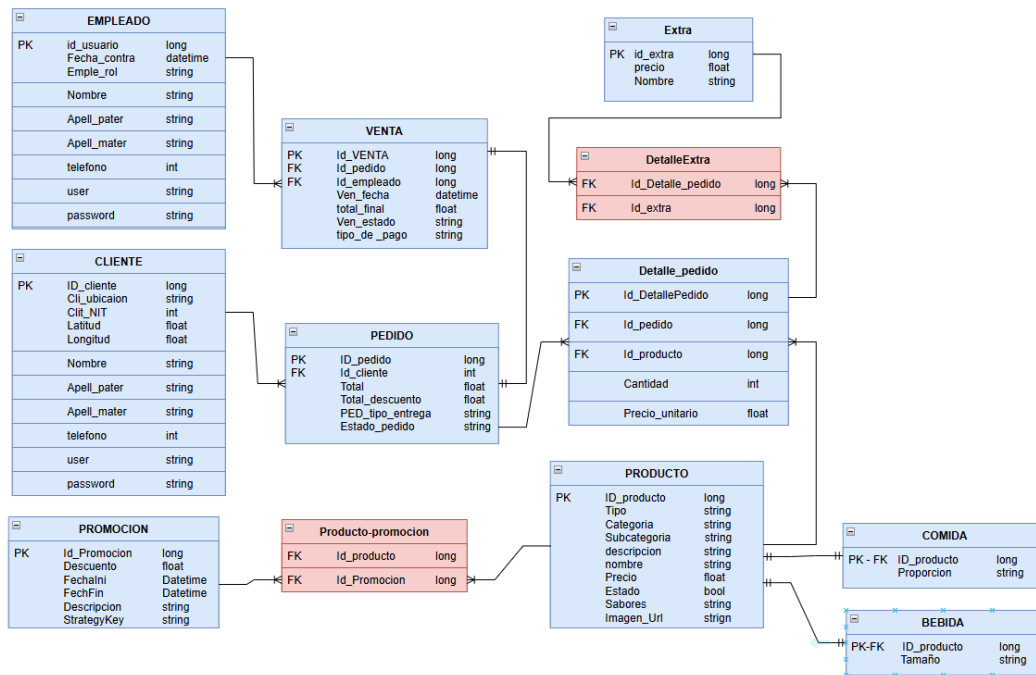 EMPLEADO
PK id_usuario long
Fecha_contra datetime
Emple_rol string
Nombre string
Apell_pater string
Apell_mater string
telefono int
user string
password string
CLIENTE
PK ID_cliente long
Cli_ubicaion string
Clit_NIT int
Latitud float
Longitud float
Nombre string
Apell_pater string
Apell_mater string
telefono int
user string
password string
PROMOCION
PK Id_Promocion long
Descuento float
FechaIni Datetime
FechFin Datetime
Descripcion string
StrategyKey string
VENTA
PK Id_VENTA long
FK Id_pedido long
FK Id_empleado long
Ven_fecha datetime
total_final float
Ven_estado string
tipo_de _pago string
PEDIDO
PK ID_pedido long
FK Id_cliente int
Total float
Total_descuento float
PED_tipo_entrega string
Estado_pedido string
Producto-promocion
FK Id_producto long
FK Id_Promocion long
Extra
PK id_extra long
precio float
Nombre string
DetalleExtra
FK Id_Detalle_pedido long
FK Id_extra long
Detalle_pedido
PK Id_DetallePedido long
FK Id_pedido long
FK Id_producto long
Cantidad int
Precio_unitario float
PRODUCTO
PK ID_producto long
Tipo string
Categoria string
Subcategoria string
descripcion string
nombre string
Precio float
Estado bool
Sabores string
Imagen_Url strign
COMIDA
PK - FK ID_producto long
Proporcion string
BEBIDA
PK-FK ID_producto long
Tamaño string